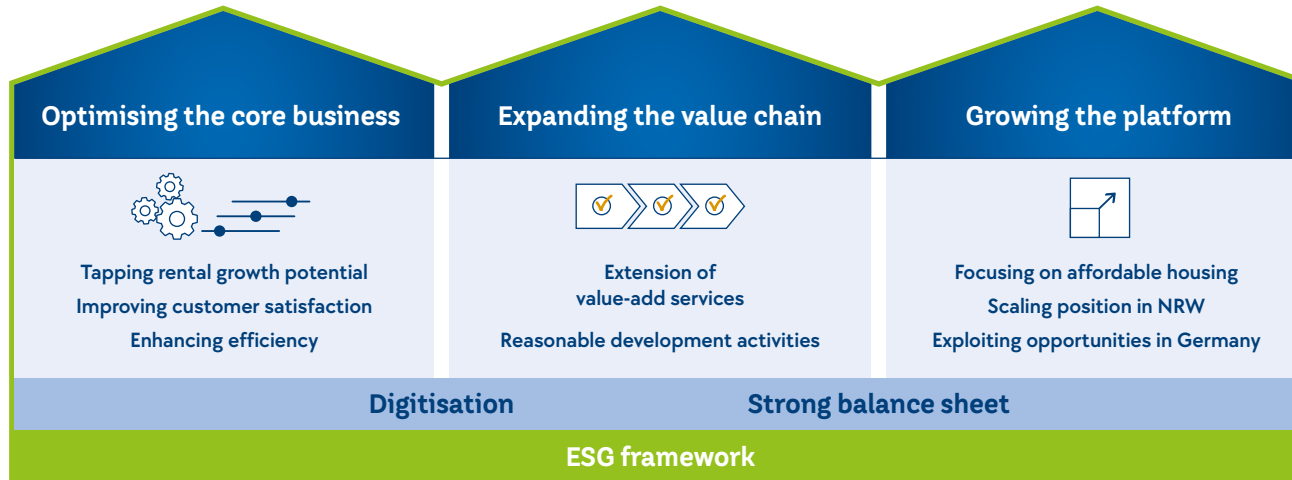 Optimising the core business
Expanding the value chain
Growing the platform
Tapping rental growth potential
Improving customer satisfaction
Enhancing efficiency
Extension of
value-add services
Reasonable development activities
Focusing on affordable housing
Scaling position in NRW
Exploiting opportunities in Germany
Digitisation
Strong balance sheet
ESG framework